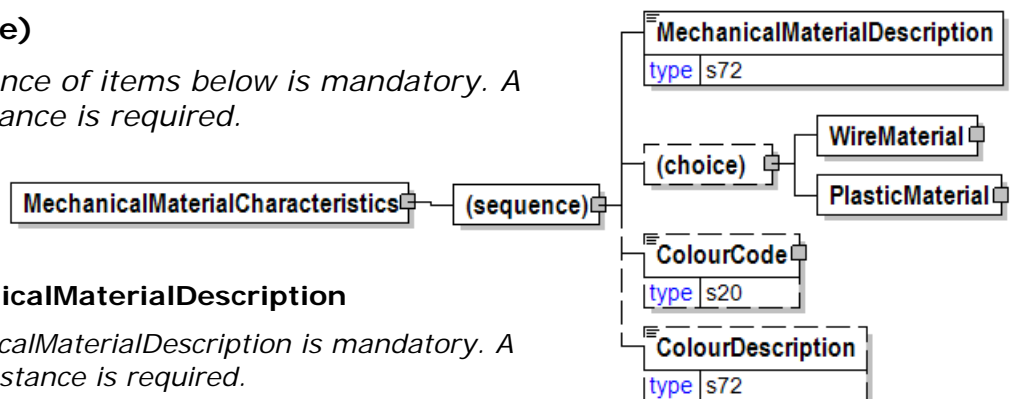 e)
nce of items below is mandatory. A
ance is required.
MechanicalMaterialCharacteristics
(sequence)
MechanicalMaterialDescription
type s72
(choice)
WireMaterial
PlasticMaterial
ColourCode
type s20
ColourDescription
type s72
icalMaterialDescription
calMaterialDescription is mandatory. A
stance is required.